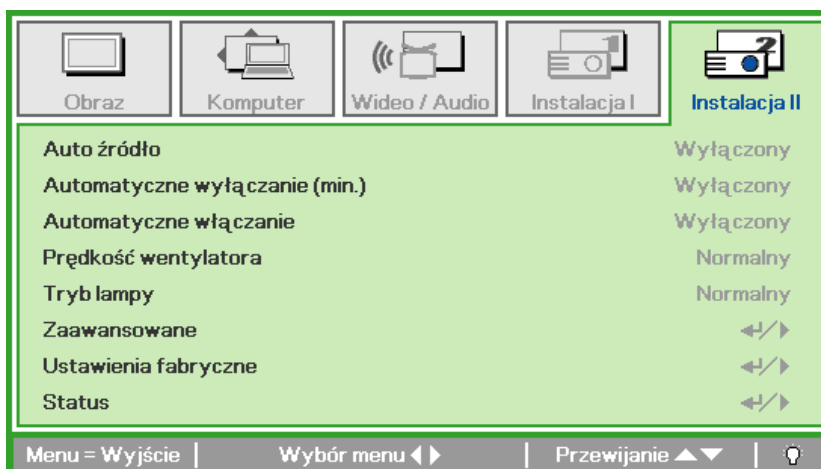 Obraz Komputer Wideo / Audio Instalacja I Instalacja II
Auto źródło Wyłączony
Automatyczne wyłączanie (min.) Wyłączony
Automatyczne włączanie Wyłączony
Prędkość wentylatora Normalny
Tryb lampy Normalny
Zaawansowane
Ustawienia fabryczne
Status
Menu = Wyjście Wybór menu Przewijanie